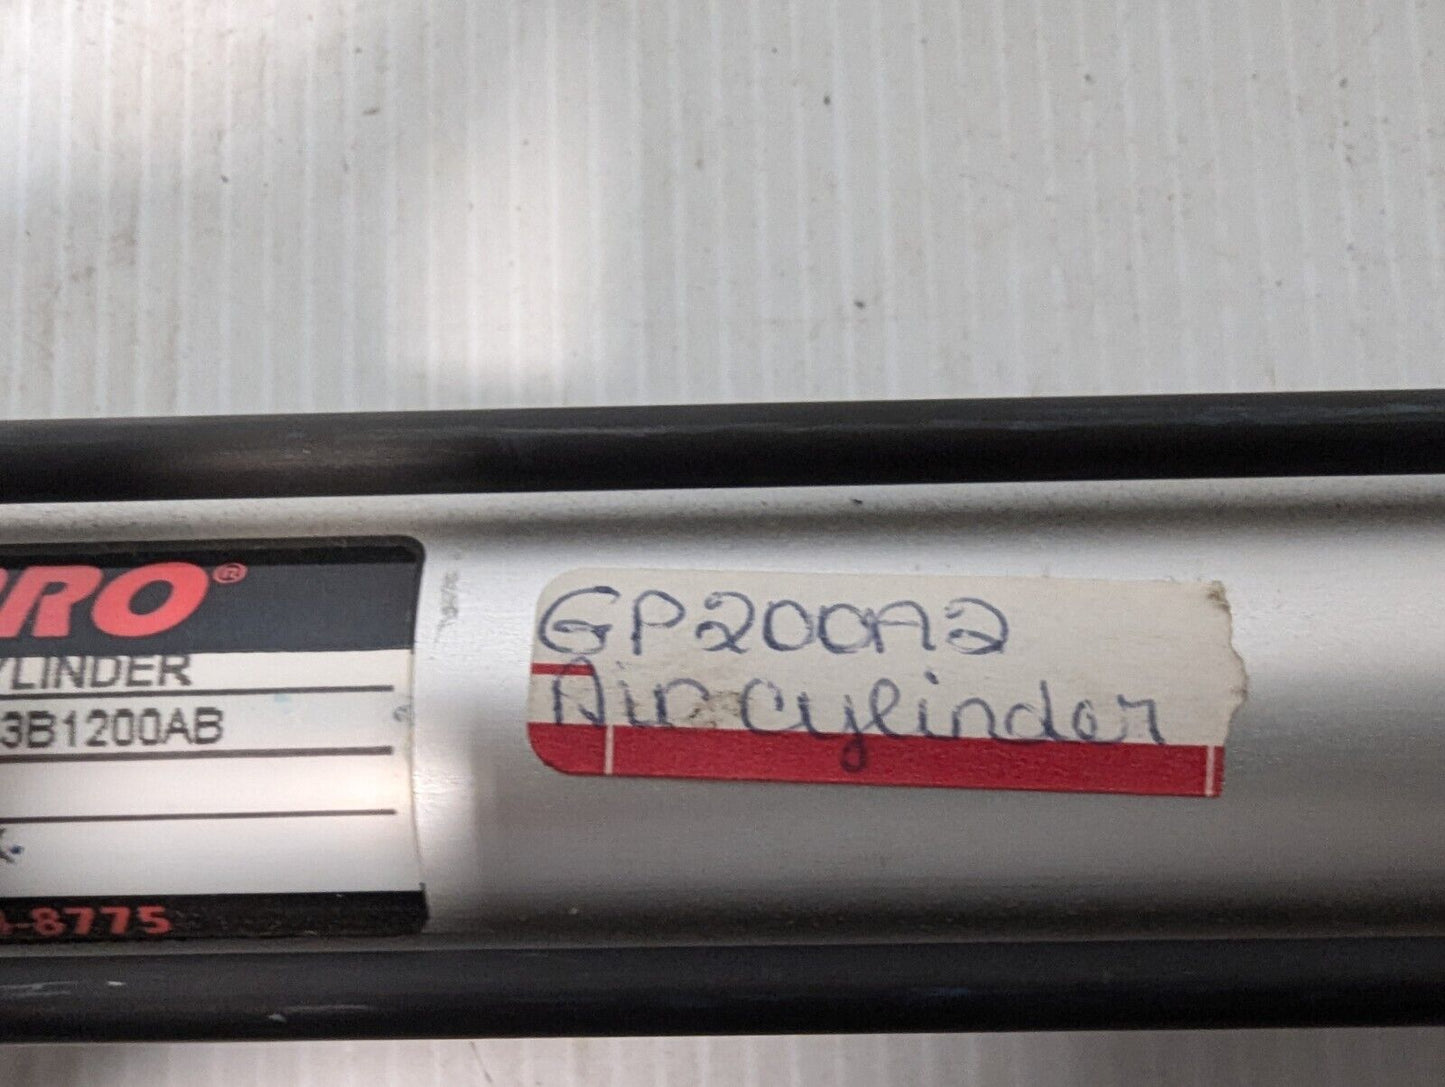 RO®
YLINDER
3B1200AB
-8775
GP200A2
Air cylinder